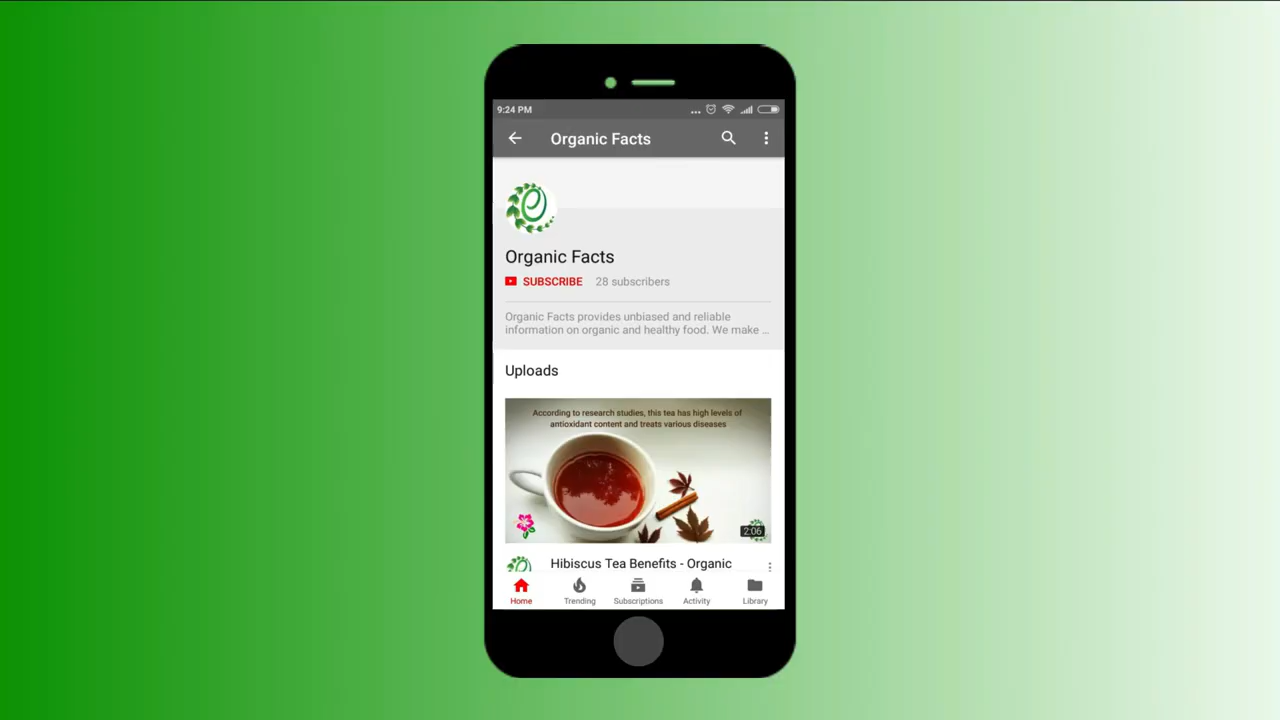 9:24 PM
Organic Facts
Organic Facts
SUBSCRIBE 28 subscribers
Organic Facts provides unbiased and reliable
information on organic and healthy food. We make ...
Uploads
According to research studies, this tea has high levels of
antioxidant content and treats various diseases
2:06
Hibiscus Tea Benefits - Organic
Home Trending Subscriptions Activity Library